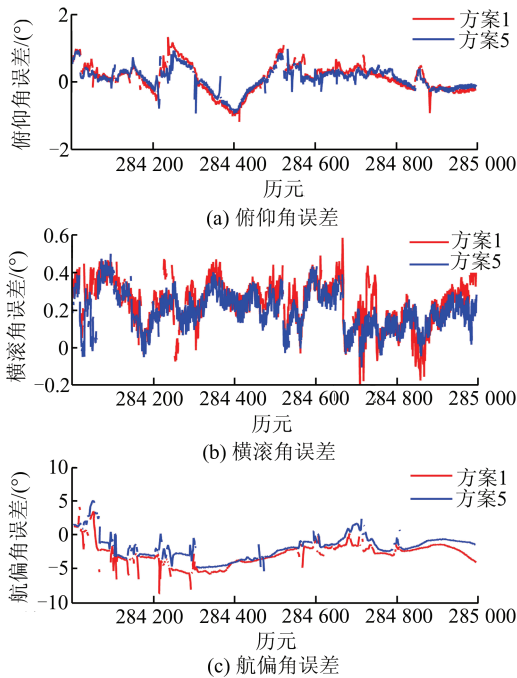 俯仰角误差/(°)
2
0
−2
方案1
方案5
284 200
284 400
284 600
284 800
285 000
历元
(a) 俯仰角误差
横滚角误差/(°)
0.6
0.4
0.2
0
−0.2
方案1
方案5
284 200
284 400
284 600
284 800
285 000
历元
(b) 横滚角误差
航偏角误差/(°)
10
5
0
−5
−10
方案1
方案5
284 200
284 400
284 600
284 800
285 000
历元
(c) 航偏角误差